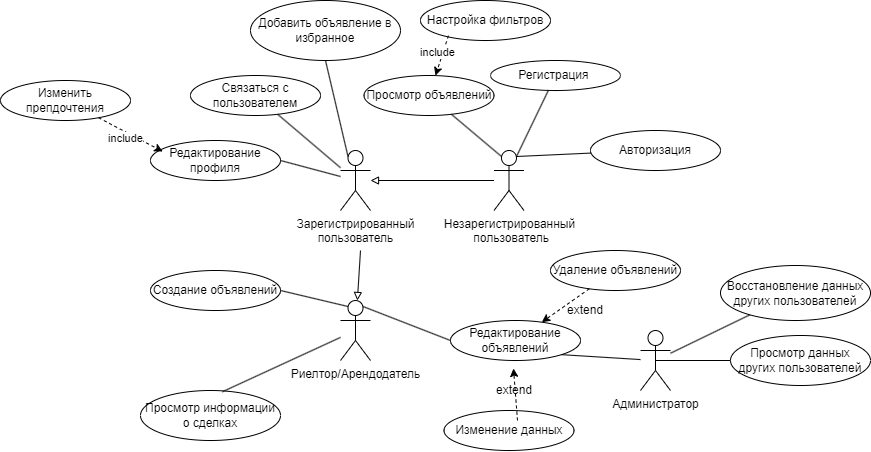 Добавить объявление в
избранное
Настройка фильтров
include
Изменить
препдочтения
Связаться с
пользователем
Просмотр объявлений
Регистрация
include
Редактирование
профиля
Авторизация
Зарегистрированный
пользователь
Незарегистрированный
пользователь
Создание объявлений
Удаление объявлений
extend
Восстановление данных
других пользователей
Редактирование
объявлений
Риелтор/Арендодатель
Просмотр данных
других пользователей
extend
Администратор
Просмотр информации
о сделках
Изменение данных